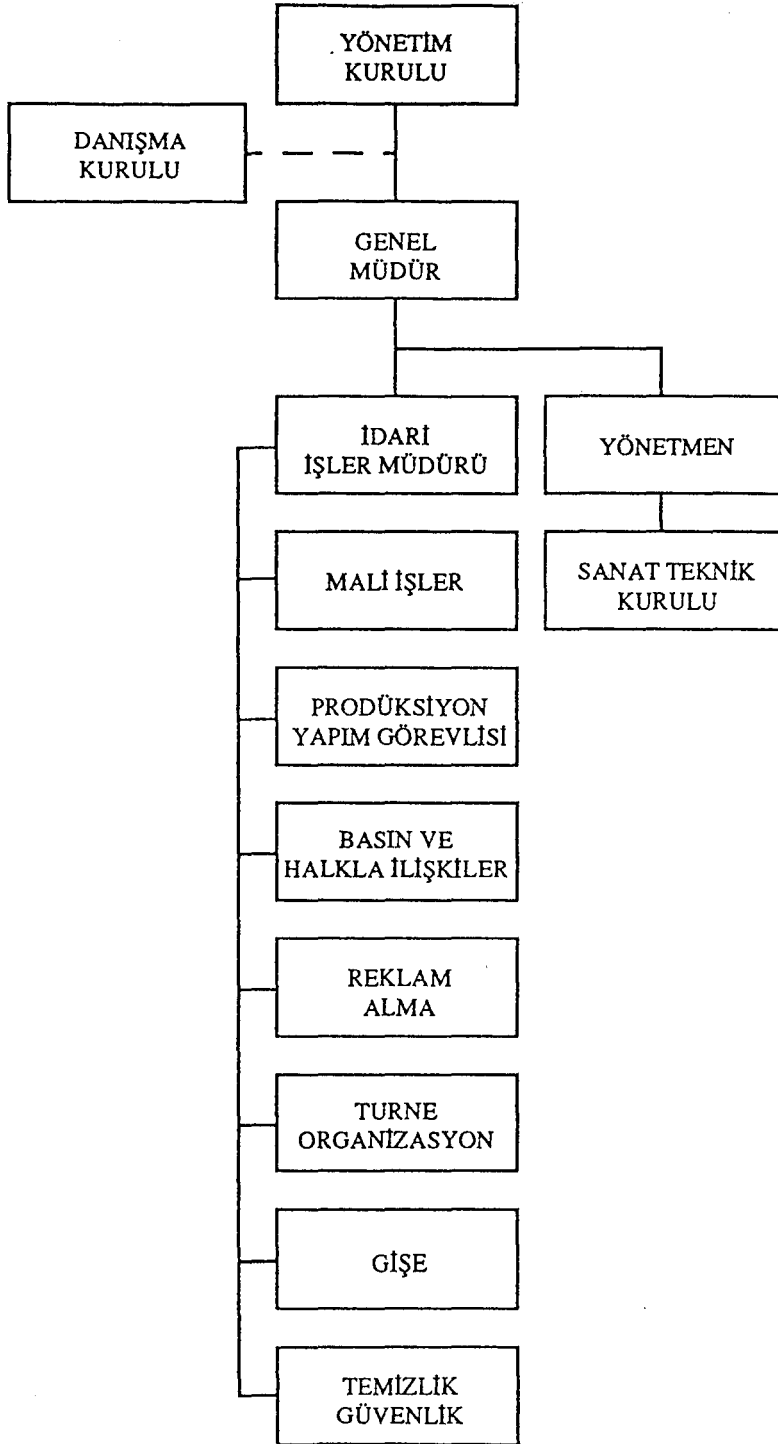 YÖNETİM
KURULU
DANIŞMA
KURULU
GENEL
MÜDÜR
İDARİ
İŞLER MÜDÜRÜ
YÖNETMEN
MALİ İŞLER
SANAT TEKNİK
KURULU
PRODÜKSİYON
YAPIM GÖREVLİSİ
BASIN VE
HALKLA İLİŞKİLER
REKLAM
ALMA
TURNE
ORGANİZASYON
GİŞE
TEMİZLİK
GÜVENLİK